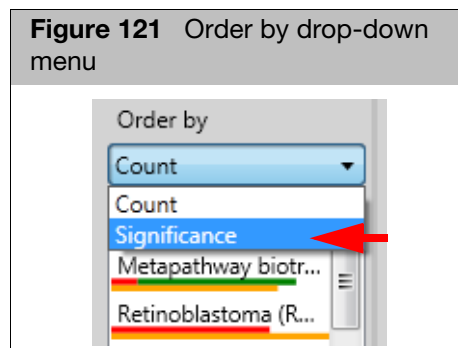 Figure 121 Order by drop-down
menu
Order by
Count
Count
Significance
Metapathway biotr...
Retinoblastoma (R...